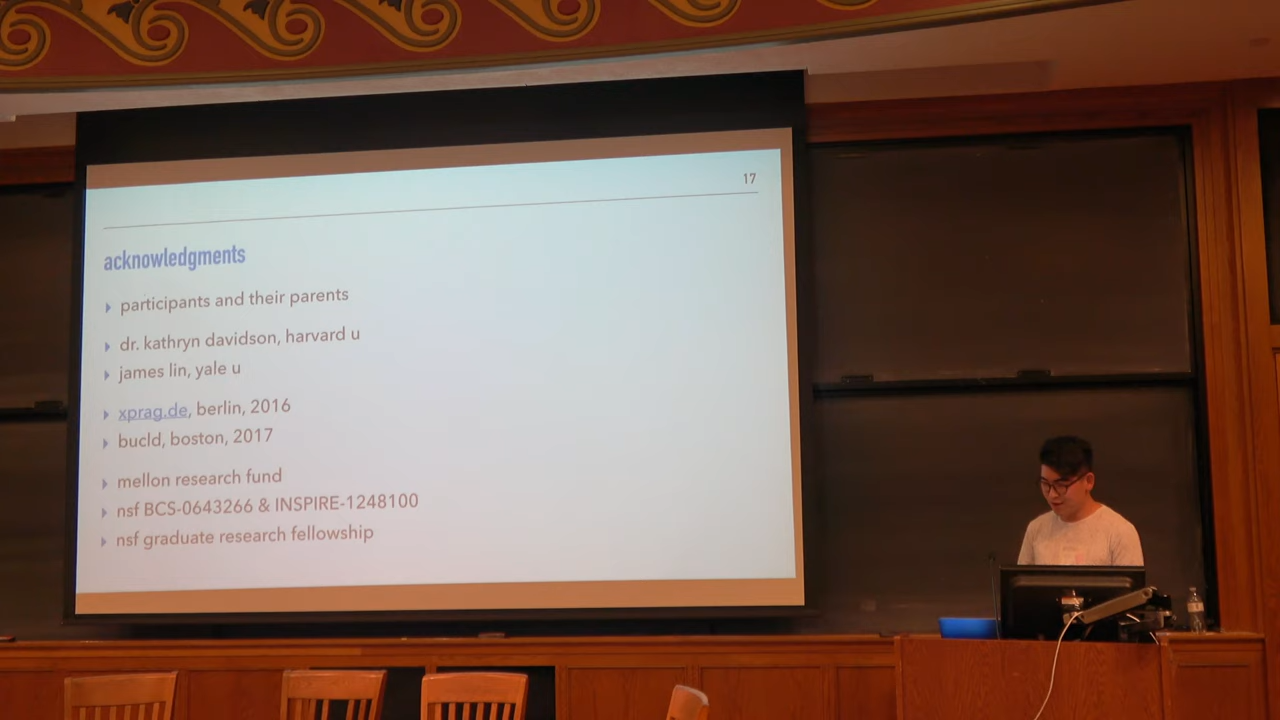 17
acknowledgments
participants and their parents
dr. kathryn davidson, harvard u
james lin, yale u
xprag.de, berlin, 2016
bucld, boston, 2017
mellon research fund
nsf BCS-0643266 & INSPIRE-1248100
nsf graduate research fellowship